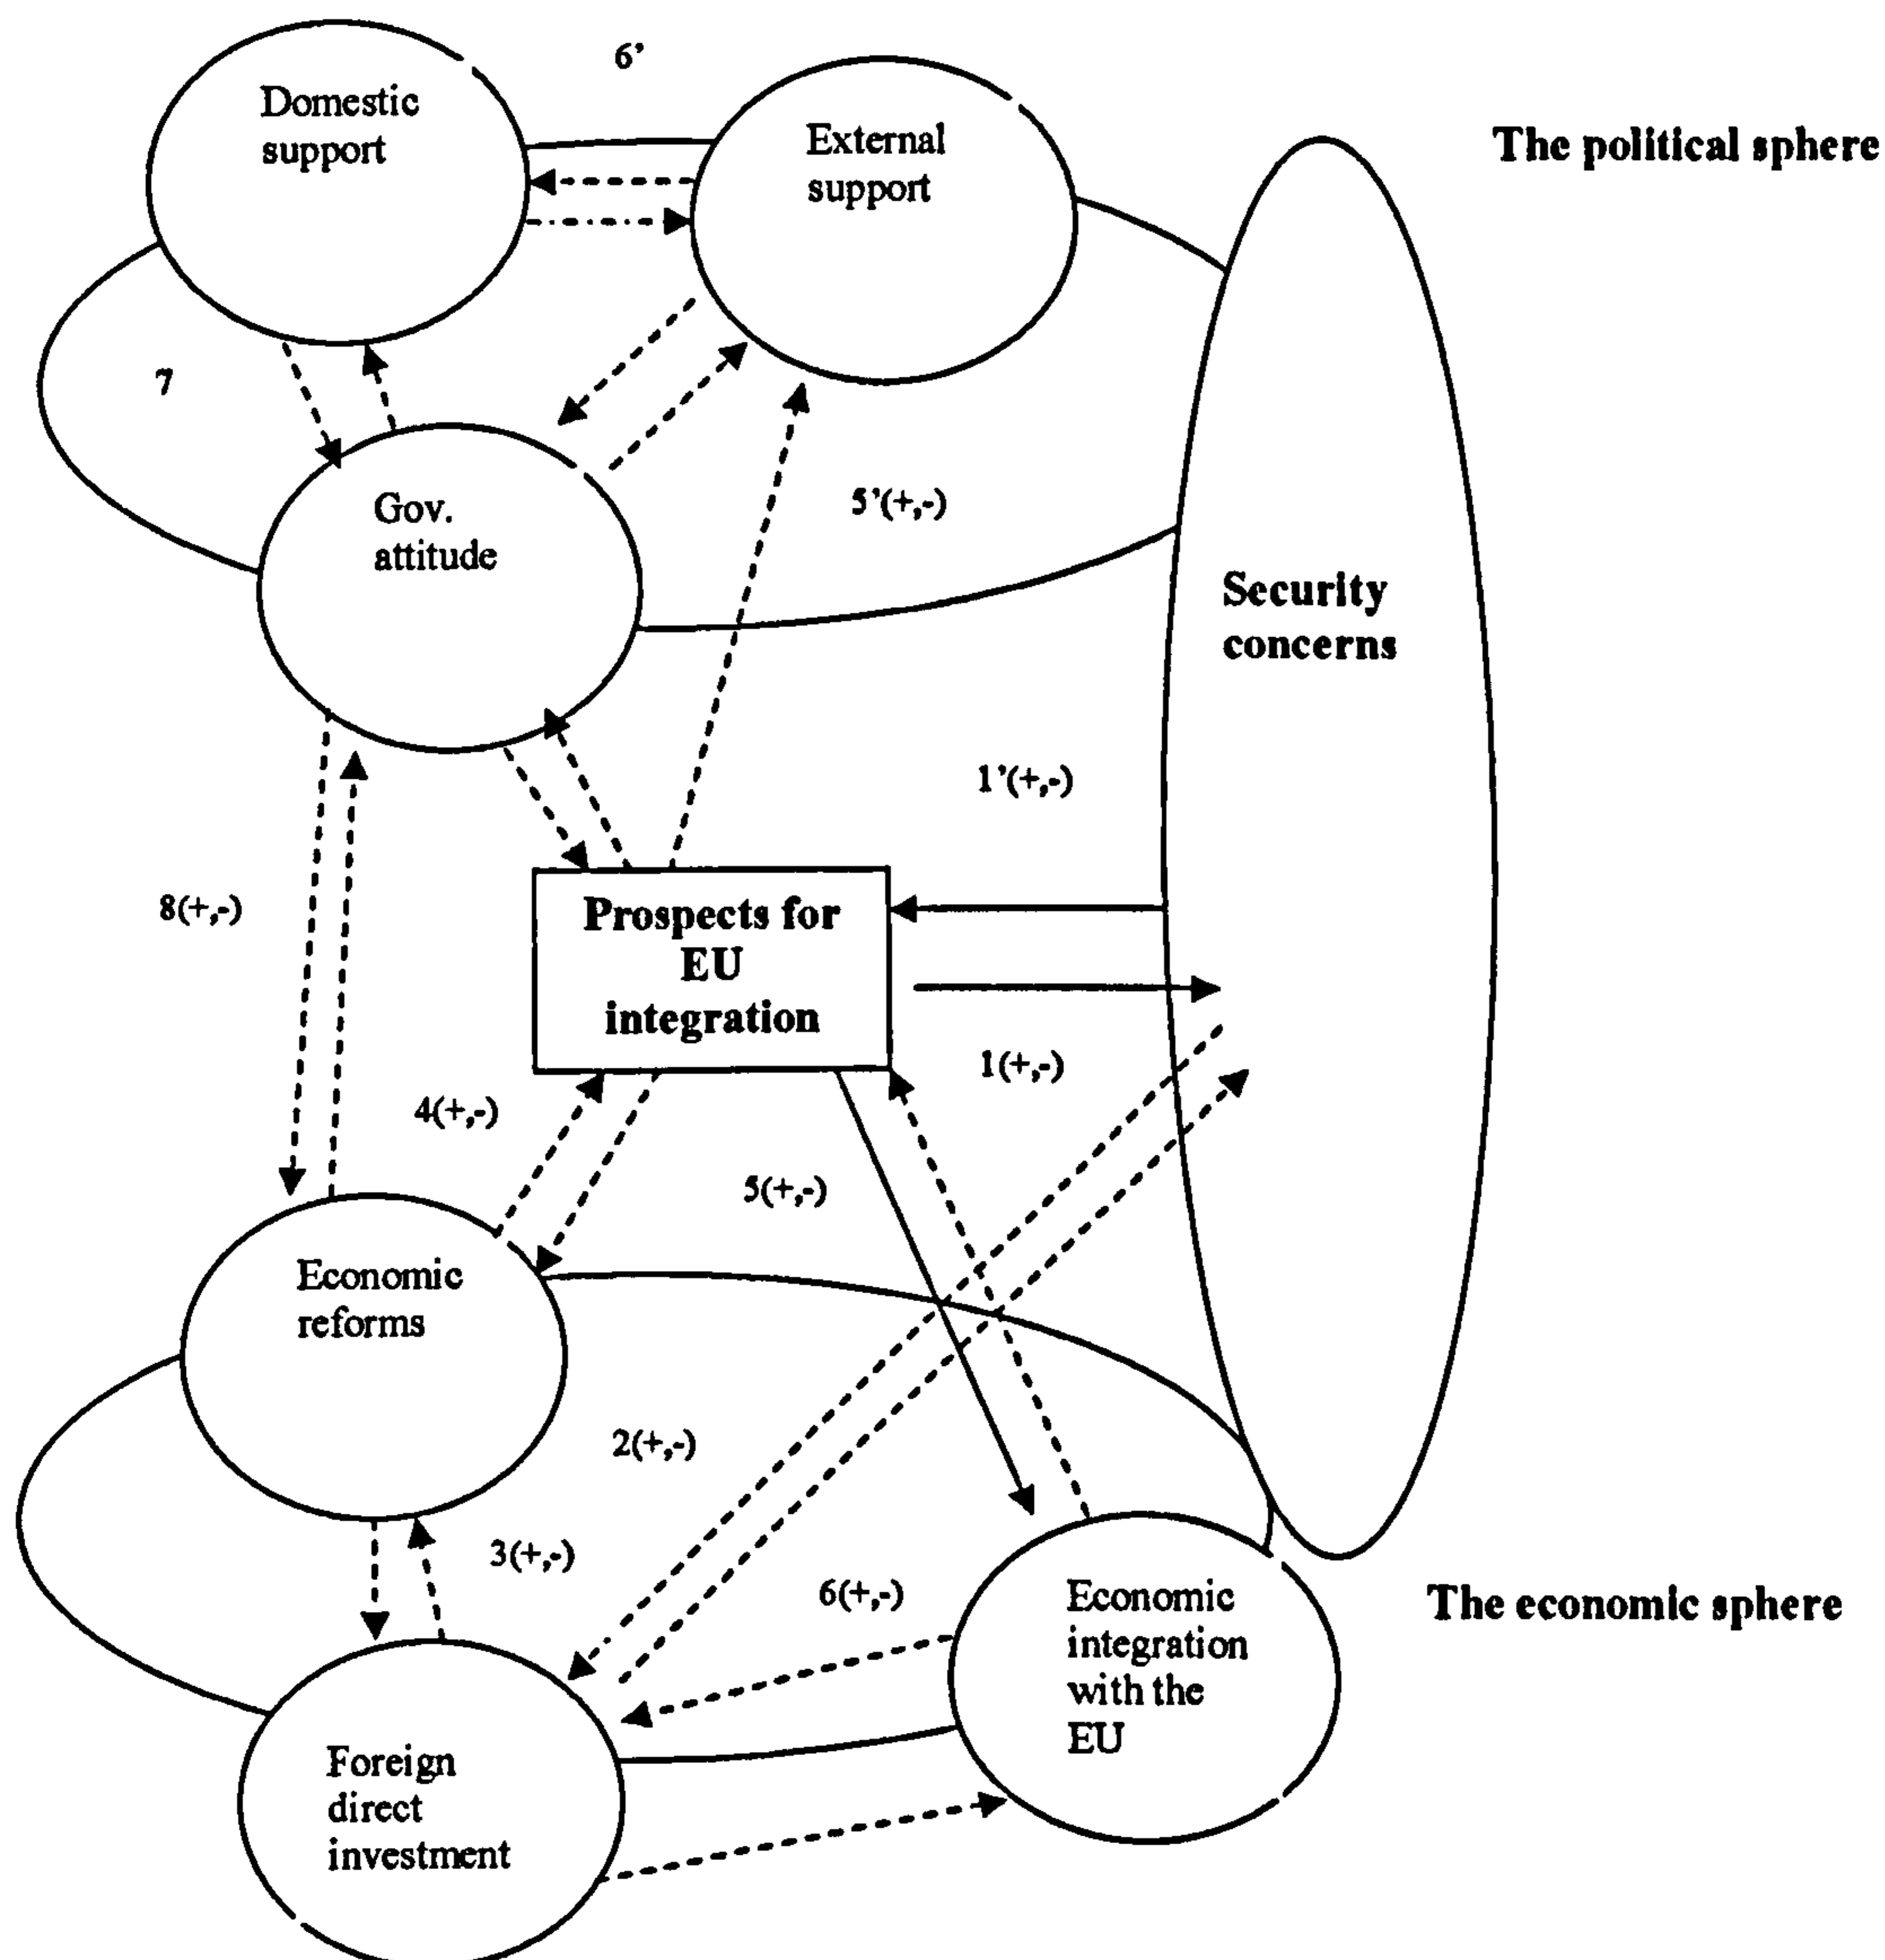 6’
Domestic
support
External
support
The political sphere
7
Gov.
attitude
5’(+,-)
Security
concerns
1’(+,-)
8(+,-)
Prospects for
EU
integration
1(+,-)
4(+,-)
5(+,-)
Economic
reforms
2(+,-)
3(+,-)
6(+,-)
Economic
integration
with the
EU
The economic sphere
Foreign
direct
investment